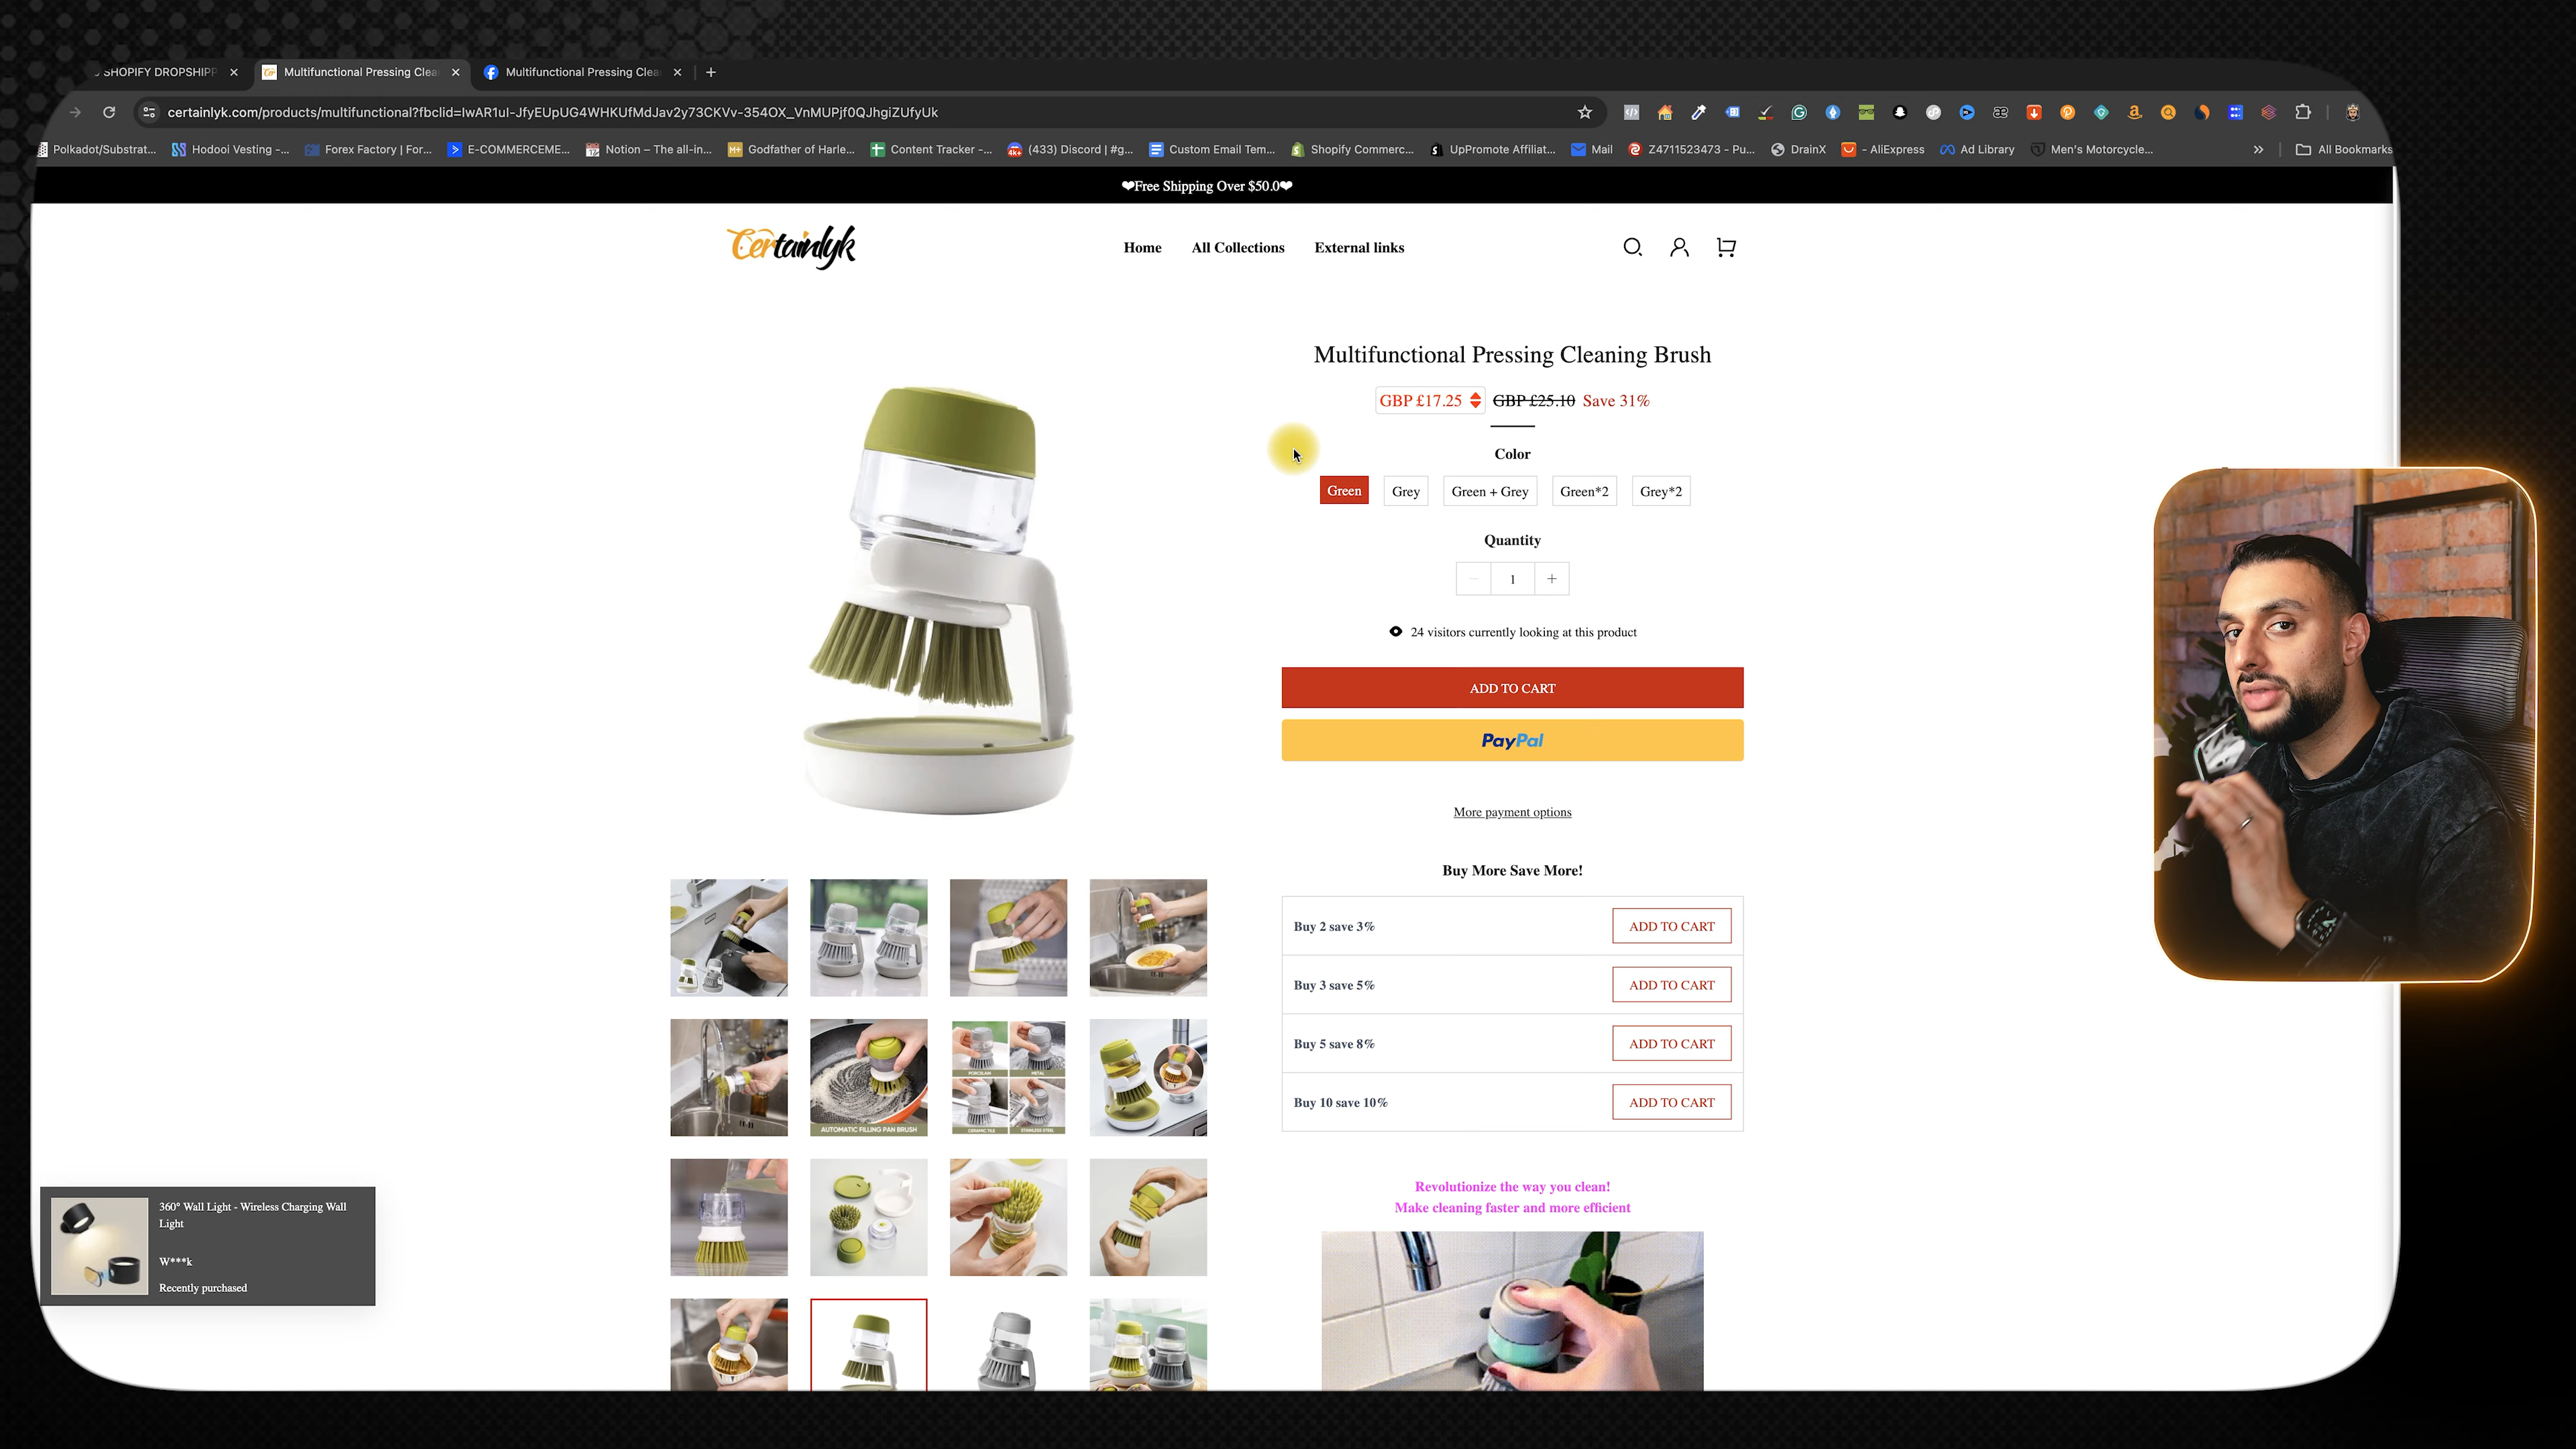 SHOPIFY DROPSHIPP
Multifunctional Pressing Clea
Multifunctional Pressing Clea
certainlyk.com/products/multifunctional?fbclid=IwAR1uI-JfyEUpUG4WHKUfMdJav2y73CKVv-354OX_VnMUPjf0QJhgiZUfyUk
Polkadot/Substrat...
Hodooi Vesting -...
Forex Factory | For...
E-COMMERCEME...
Notion – The all-in...
Godfather of Harle...
Content Tracker -...
(433) Discord | #g...
Custom Email Tem...
Shopify Commerc...
UpPromote Affiliat...
Mail
Z4711523473 - Pu...
DrainX
- AliExpress
Ad Library
Men's Motorcycle...
All Bookmarks
❤Free Shipping Over $50.0❤
Certainlyk
Home
All Collections
External links
Multifunctional Pressing Cleaning Brush
GBP £17.25 GBP £25.10 Save 31%
Color
Green
Grey
Green + Grey
Green*2
Grey*2
Quantity
1
24 visitors currently looking at this product
ADD TO CART
PayPal
More payment options
Buy More Save More!
Buy 2 save 3%
ADD TO CART
Buy 3 save 5%
ADD TO CART
Buy 5 save 8%
ADD TO CART
Buy 10 save 10%
ADD TO CART
PORCELAIN
METAL
CERAMIC TILE
STAINLESS STEEL
AUTOMATIC FILLING PAN BRUSH
Revolutionize the way you clean!
Make cleaning faster and more efficient
360° Wall Light - Wireless Charging Wall
Light
W***k
Recently purchased